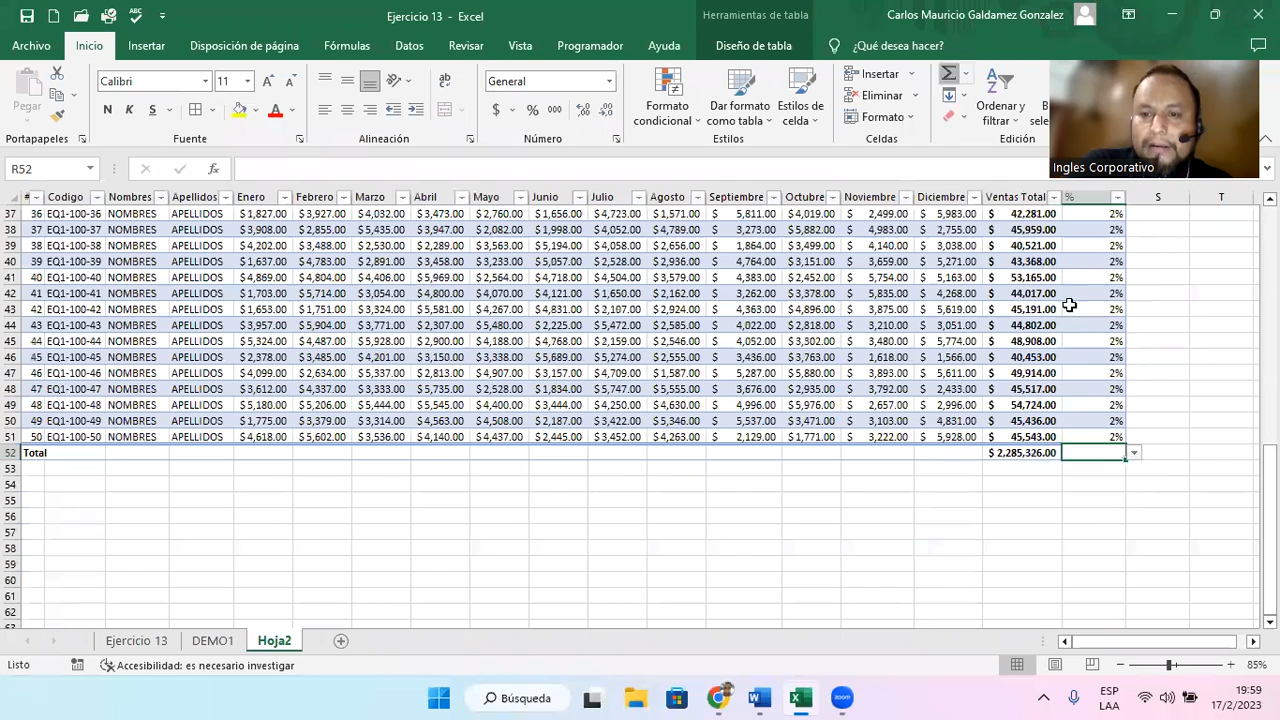 Ejercicio 13 - Excel
Herramientas de tabla
Carlos Mauricio Galdamez Gonzalez
Archivo Inicio Insertar Disposición de página Fórmulas Datos Revisar Vista Programador Ayuda Diseño de tabla ¿Qué desea hacer?
Pegar
Calibri 11
N K S
General
$ % 000
Formato condicional
Dar formato como tabla
Estilos de celda
Insertar
Eliminar
Formato
Ordenar y filtrar
Portapapeles Fuente Alineación Número Estilos Celdas Edición
Ingles Corporativo
R52 fx
# Codigo Nombres Apellidos Enero Febrero Marzo Abril Mayo Junio Julio Agosto Septiembre Octubre Noviembre Diciembre Ventas Total % S T
37 36 EQ1-100-36 NOMBRES APELLIDOS $ 1,827.00 $ 3,927.00 $ 4,032.00 $ 3,473.00 $ 2,760.00 $ 1,656.00 $ 4,723.00 $ 1,571.00 $ 5,811.00 $ 4,019.00 $ 2,499.00 $ 5,983.00 $ 42,281.00 2%
38 37 EQ1-100-37 NOMBRES APELLIDOS $ 3,908.00 $ 2,855.00 $ 5,435.00 $ 3,947.00 $ 2,082.00 $ 1,998.00 $ 4,052.00 $ 4,789.00 $ 3,273.00 $ 5,882.00 $ 4,983.00 $ 2,755.00 $ 45,959.00 2%
39 38 EQ1-100-38 NOMBRES APELLIDOS $ 4,202.00 $ 3,488.00 $ 2,530.00 $ 2,289.00 $ 3,563.00 $ 5,194.00 $ 4,058.00 $ 2,656.00 $ 1,864.00 $ 3,499.00 $ 4,140.00 $ 3,038.00 $ 40,521.00 2%
40 39 EQ1-100-39 NOMBRES APELLIDOS $ 1,637.00 $ 4,783.00 $ 2,891.00 $ 3,458.00 $ 3,233.00 $ 5,057.00 $ 2,528.00 $ 2,936.00 $ 4,764.00 $ 3,151.00 $ 3,659.00 $ 5,271.00 $ 43,368.00 2%
41 40 EQ1-100-40 NOMBRES APELLIDOS $ 4,869.00 $ 4,804.00 $ 4,406.00 $ 5,969.00 $ 2,564.00 $ 4,718.00 $ 4,504.00 $ 3,579.00 $ 4,383.00 $ 2,452.00 $ 5,754.00 $ 5,163.00 $ 53,165.00 2%
42 41 EQ1-100-41 NOMBRES APELLIDOS $ 1,703.00 $ 5,714.00 $ 3,054.00 $ 4,800.00 $ 4,070.00 $ 4,121.00 $ 1,650.00 $ 2,162.00 $ 3,262.00 $ 3,378.00 $ 5,835.00 $ 4,268.00 $ 44,017.00 2%
43 42 EQ1-100-42 NOMBRES APELLIDOS $ 1,653.00 $ 1,751.00 $ 3,324.00 $ 5,581.00 $ 4,267.00 $ 4,831.00 $ 2,107.00 $ 2,924.00 $ 4,363.00 $ 4,896.00 $ 3,875.00 $ 5,619.00 $ 45,191.00 2%
44 43 EQ1-100-43 NOMBRES APELLIDOS $ 3,957.00 $ 5,904.00 $ 3,771.00 $ 2,307.00 $ 5,480.00 $ 2,225.00 $ 5,472.00 $ 2,585.00 $ 4,022.00 $ 2,818.00 $ 3,210.00 $ 3,051.00 $ 44,802.00 2%
45 44 EQ1-100-44 NOMBRES APELLIDOS $ 5,324.00 $ 4,487.00 $ 5,928.00 $ 2,900.00 $ 4,188.00 $ 4,768.00 $ 2,159.00 $ 2,546.00 $ 4,052.00 $ 3,302.00 $ 3,480.00 $ 5,774.00 $ 48,908.00 2%
46 45 EQ1-100-45 NOMBRES APELLIDOS $ 2,378.00 $ 3,485.00 $ 4,201.00 $ 3,150.00 $ 3,338.00 $ 5,689.00 $ 5,274.00 $ 2,555.00 $ 3,436.00 $ 3,763.00 $ 1,618.00 $ 1,566.00 $ 40,453.00 2%
47 46 EQ1-100-46 NOMBRES APELLIDOS $ 4,099.00 $ 2,634.00 $ 5,337.00 $ 2,813.00 $ 4,907.00 $ 3,157.00 $ 4,709.00 $ 1,587.00 $ 5,287.00 $ 5,880.00 $ 3,893.00 $ 5,611.00 $ 49,914.00 2%
48 47 EQ1-100-47 NOMBRES APELLIDOS $ 3,612.00 $ 4,337.00 $ 3,333.00 $ 5,735.00 $ 2,528.00 $ 1,834.00 $ 5,747.00 $ 5,555.00 $ 3,676.00 $ 2,935.00 $ 3,792.00 $ 2,433.00 $ 45,517.00 2%
49 48 EQ1-100-48 NOMBRES APELLIDOS $ 5,180.00 $ 5,206.00 $ 5,444.00 $ 5,545.00 $ 4,400.00 $ 3,444.00 $ 4,250.00 $ 4,630.00 $ 4,996.00 $ 5,976.00 $ 2,657.00 $ 2,996.00 $ 54,724.00 2%
50 49 EQ1-100-49 NOMBRES APELLIDOS $ 1,775.00 $ 3,379.00 $ 3,314.00 $ 4,563.00 $ 4,508.00 $ 2,187.00 $ 3,422.00 $ 5,346.00 $ 5,537.00 $ 3,471.00 $ 3,103.00 $ 4,831.00 $ 45,436.00 2%
51 50 EQ1-100-50 NOMBRES APELLIDOS $ 4,618.00 $ 5,602.00 $ 3,536.00 $ 4,140.00 $ 4,437.00 $ 2,445.00 $ 3,452.00 $ 4,263.00 $ 2,129.00 $ 1,771.00 $ 3,222.00 $ 5,928.00 $ 45,543.00 2%
52 Total $ 2,285,326.00
53
54
55
56
57
58
59
60
61
62
Ejercicio 13 DEMO1 Hoja2
Listo Accesibilidad: es necesario investigar 85%
Búsqueda
ESP
LAA
19:59
17/2/2023